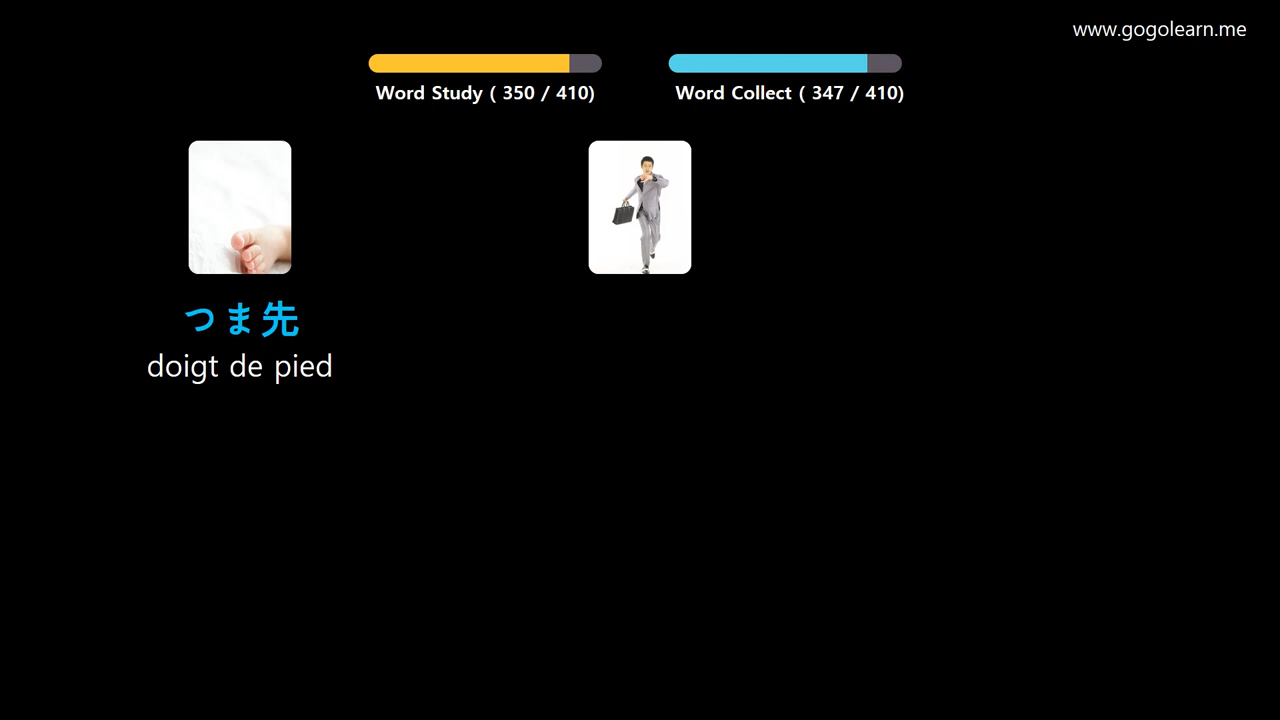 www.gogolearn.me
Word Study ( 350 / 410)
Word Collect ( 347 / 410)
つま先
doigt de pied